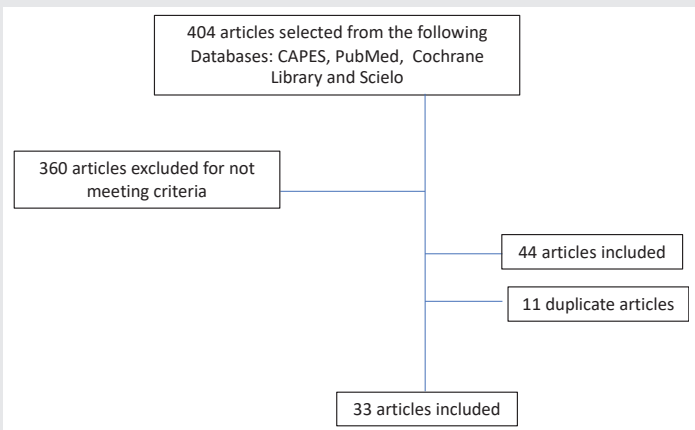 404 articles selected from the following
Databases: CAPES, PubMed, Cochrane
Library and Scielo
360 articles excluded for not
meeting criteria
44 articles included
11 duplicate articles
33 articles included